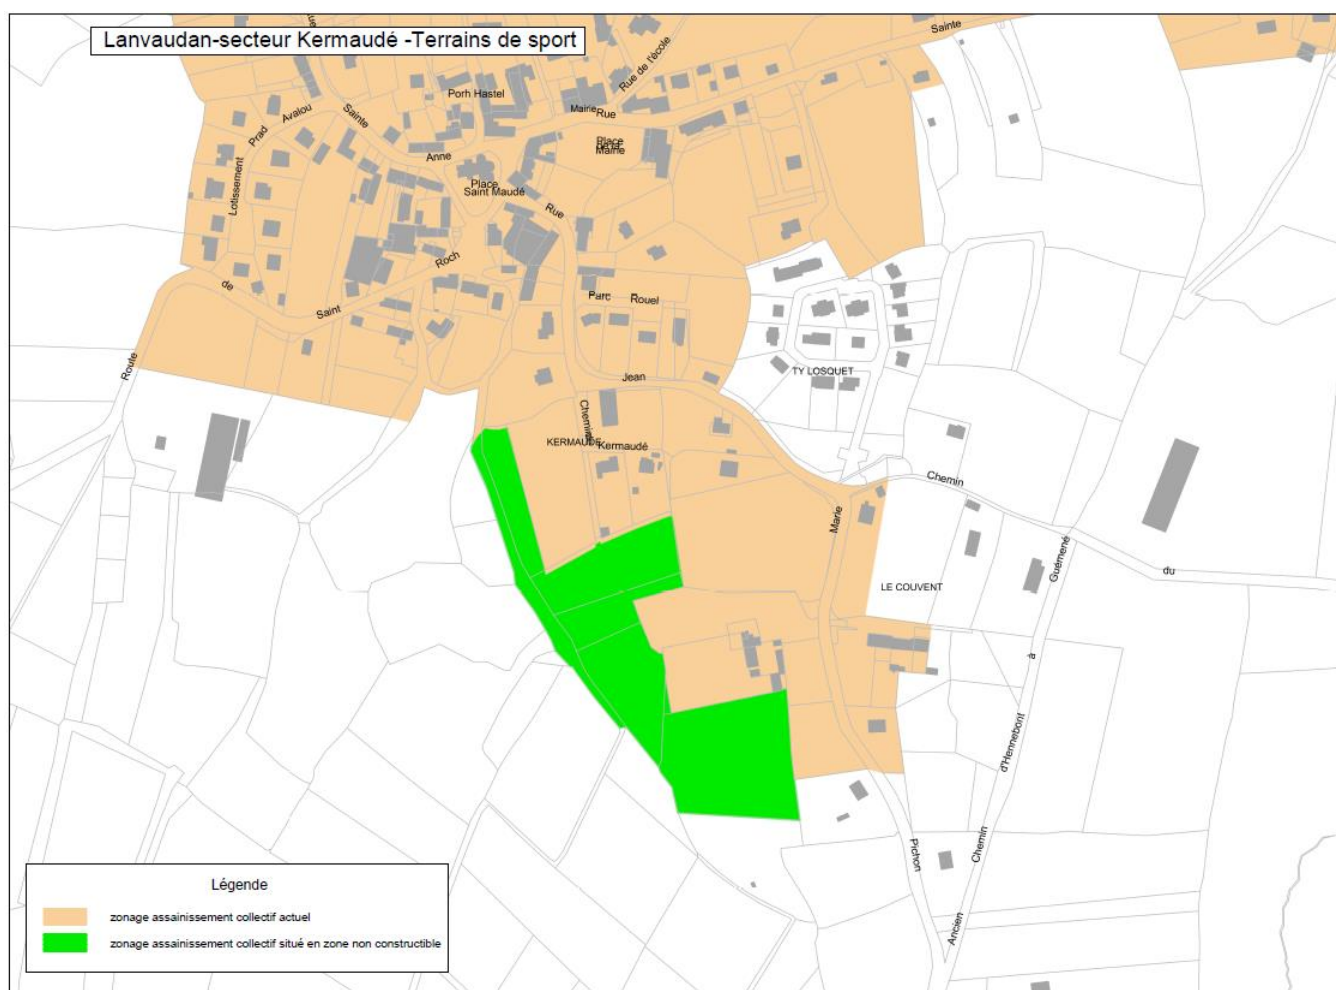 Lanvaudan-secteur Kermaudé -Terrains de sport
Sainte
Rue de l'école
Porh Hastel
Mairie
Rue
Avalou
Prad
Lotissement
Sainte
Anne
Place
Mairie
Place
Saint Maudé
Rue
Roch
de
Saint
Route
Parc Rouel
Jean
TY LOSQUET
Chemin
KERMAUDE
Kermaudé
Chemin
Marie
Guémené
du
LE COUVENT
à
d'Hennebont
Chemin
Ancien
Pichon
Légende
zonage assainissement collectif actuel
zonage assainissement collectif situé en zone non constructible